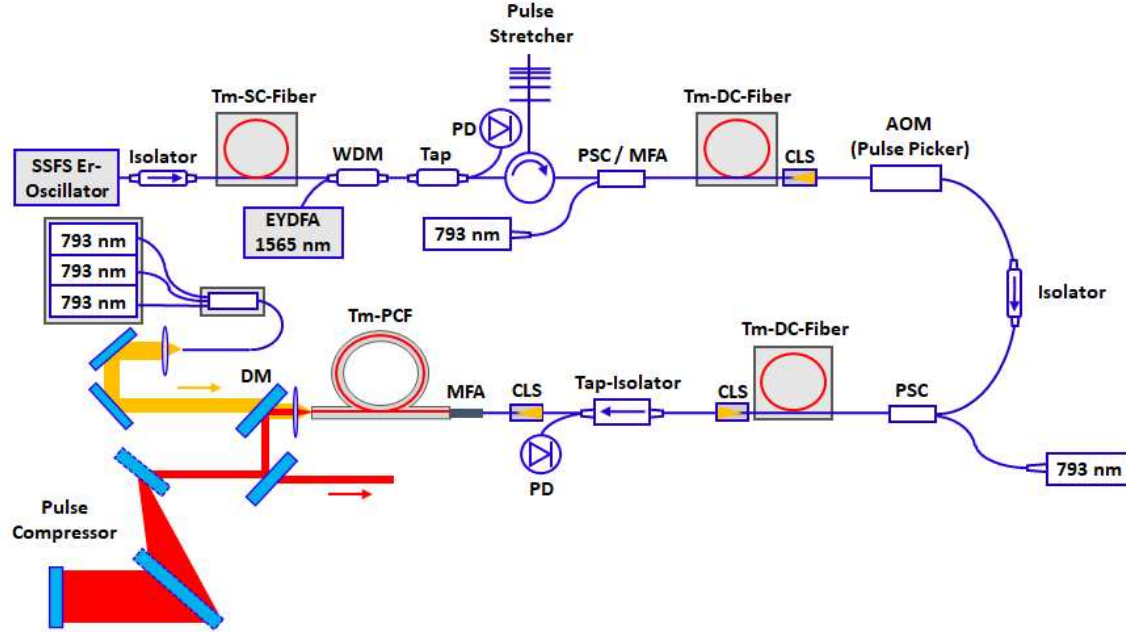 Pulse
Stretcher
Tm-SC-Fiber
Tm-DC-Fiber
PD
AOM
(Pulse Picker)
Isolator
WDM
Tap
PSC / MFA
CLS
SSFS Er-
Oscillator
EYDFA
1565 nm
793 nm
793 nm
793 nm
793 nm
Isolator
Tm-PCF
Tm-DC-Fiber
DM
MFA
CLS
Tap-Isolator
CLS
PSC
PD
793 nm
Pulse
Compressor